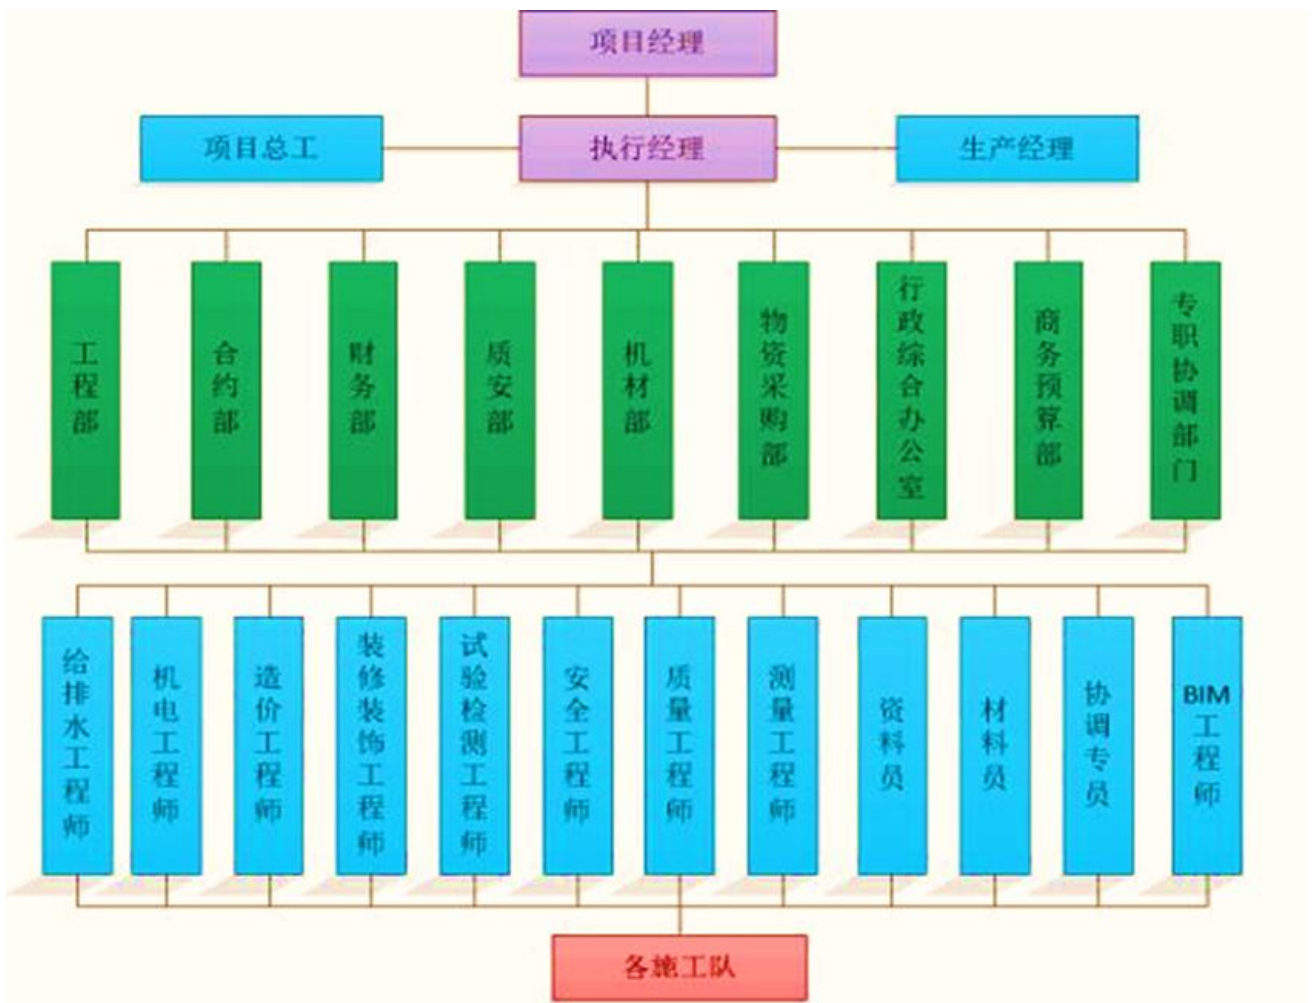 项目经理
项目总工
执行经理
生产经理
工程部
合约部
财务部
质安部
机材部
物资采购部
行政综合办公室
商务预算部
专职协调部门
给排水工程师
机电工程师
造价工程师
装修装饰工程师
试验检测工程师
安全工程师
质量工程师
测量工程师
资料员
材料员
协调专员
BIM工程师
各施工队